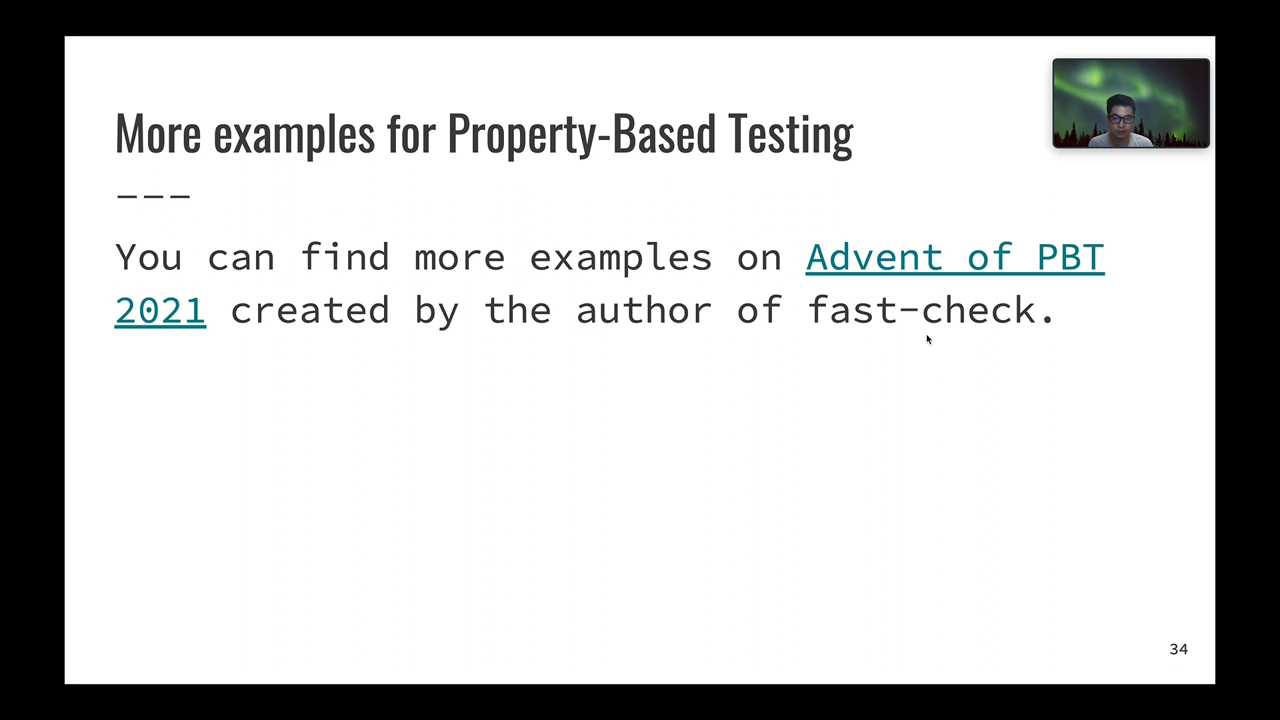 More examples for Property-Based Testing
---
You can find more examples on Advent of PBT
2021 created by the author of fast-check.
34